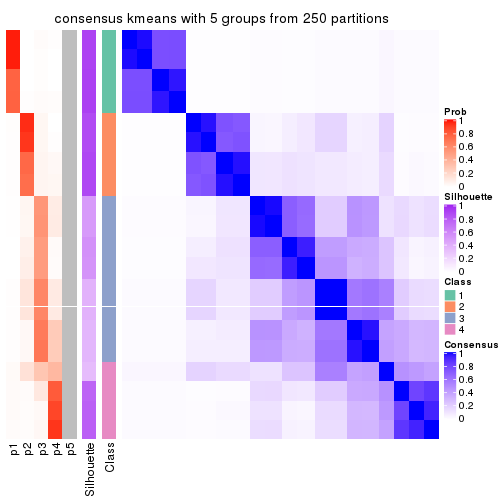 consensus kmeans with 5 groups from 250 partitions
Prob
1
0.8
0.6
0.4
0.2
0
Silhouette
1
0.8
0.6
0.4
0.2
0
Class
1
2
3
4
Consensus
1
0.8
0.6
0.4
0.2
0
p1
p2
p3
p4
p5
Silhouette
Class